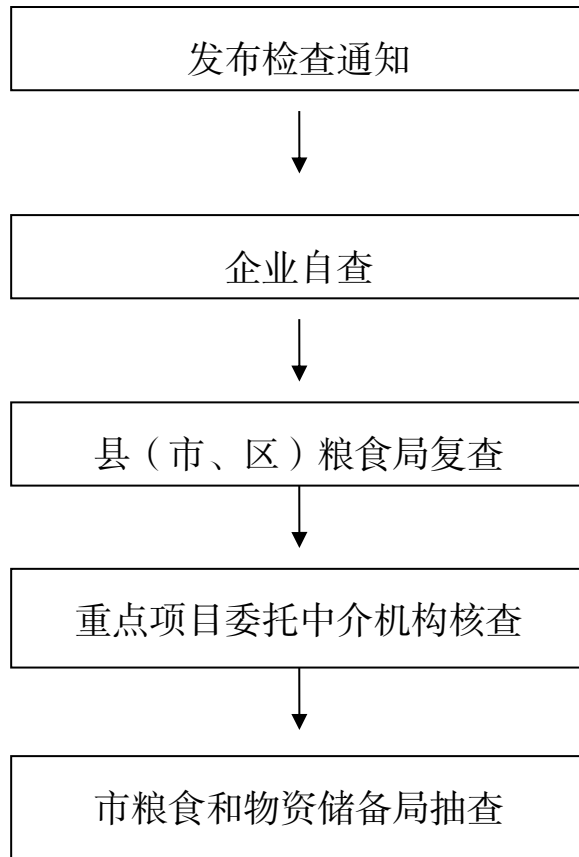 发布检查通知
企业自查
县（市、区）粮食局复查
重点项目委托中介机构核查
市粮食和物资储备局抽查